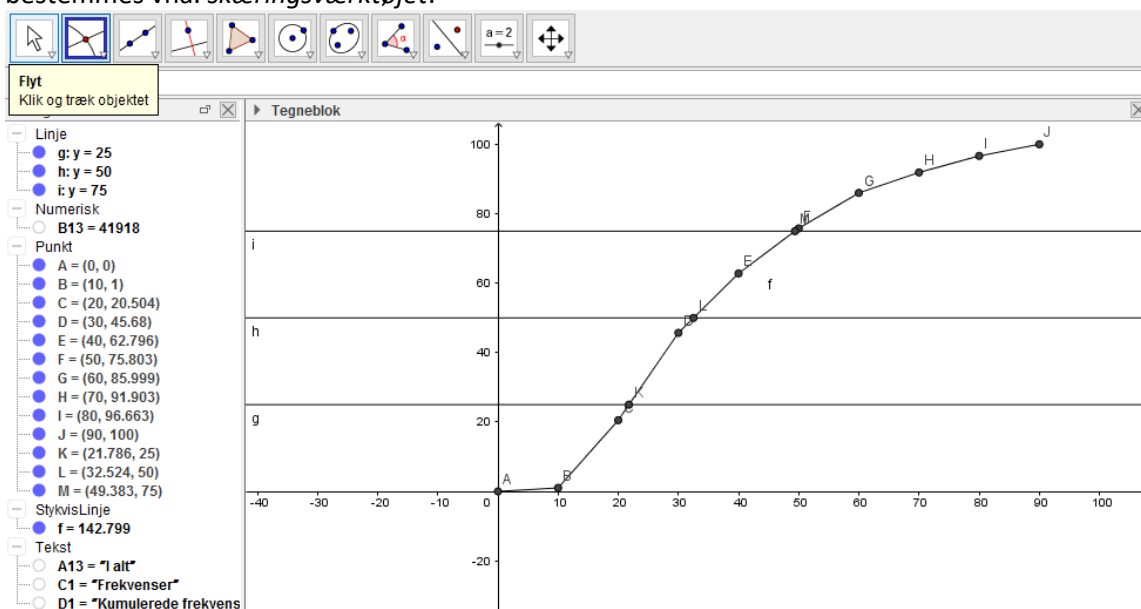 bestemmes vha. skæringsværktøjet.
a = 2
Flyt
Klik og træk objektet
Tegneblok
Linje
g: y = 25
h: y = 50
i: y = 75
Numerisk
B13 = 41918
Punkt
A = (0, 0)
B = (10, 1)
C = (20, 20.504)
D = (30, 45.68)
E = (40, 62.796)
F = (50, 75.803)
G = (60, 85.999)
H = (70, 91.903)
I = (80, 96.663)
J = (90, 100)
K = (21.786, 25)
L = (32.524, 50)
M = (49.383, 75)
StykvisLinje
f = 142.799
Tekst
A13 = "I alt"
C1 = "Frekvenser"
D1 = "Kumulerede frekvens
100
80
60
40
20
-20
-40 -30 -20 -10 0 10 20 30 40 50 60 70 80 90 100
i
h
g
A
B
C
K
D
L
E
f
M
F
G
H
I
J